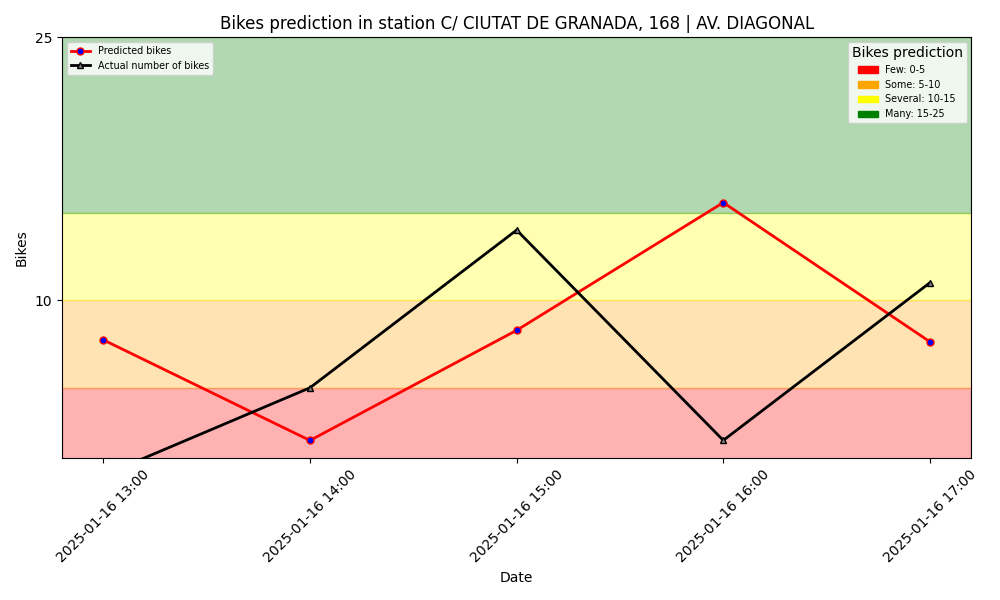 Bikes prediction in station C/ CIUTAT DE GRANADA, 168 | AV. DIAGONAL
Predicted bikes
Actual number of bikes
Bikes prediction
Few: 0-5
Some: 5-10
Several: 10-15
Many: 15-25
25
10
Bikes
2025-01-16 13:00
2025-01-16 14:00
2025-01-16 15:00
2025-01-16 16:00
2025-01-16 17:00
Date